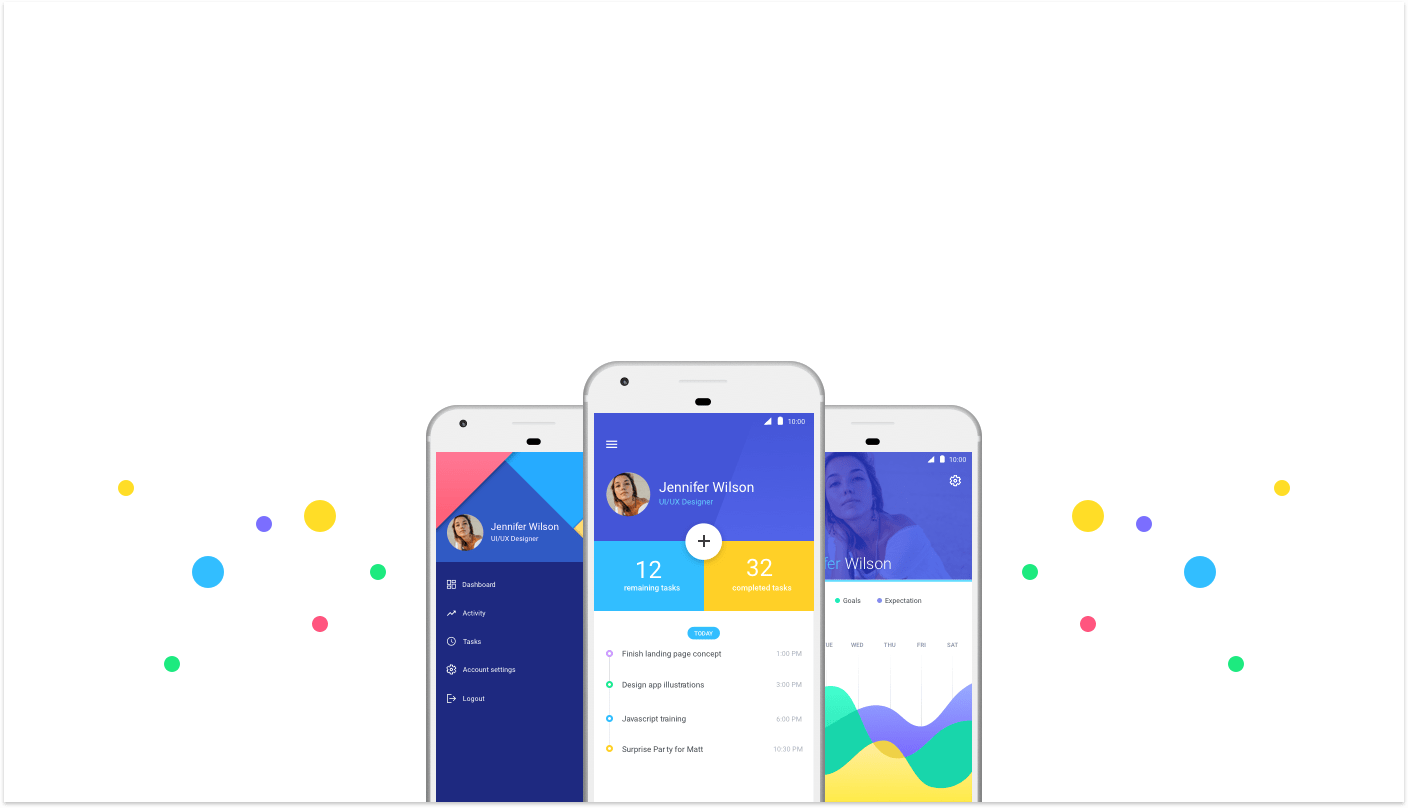 Jennifer Wilson
UI/UX Designer
Dashboard
Activity
Tasks
Account settings
Logout
10:00
Jennifer Wilson
UI/UX Designer
12
remaining tasks
32
completed tasks
TODAY
Finish landing page concept 1:00 PM
Design app illustrations
Javascript training 6:00 PM
Surprise Party for Matt 10:30 PM
10:00
fer Wilson
Goals Expectation
UE WED THU FRI SAT